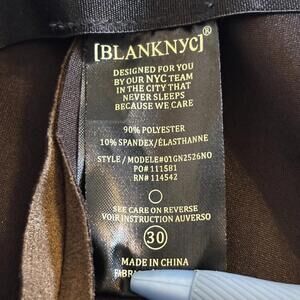 [BLANKNYC]®
DESIGNED FOR YOU
BY OUR NYC TEAM
IN THE CITY THAT
NEVER SLEEPS
BECAUSE WE CARE
90% POLYESTER
10% SPANDEX/ÉLASTHANNE
STYLE / MODELE#01GN2526NO
PO# 111581
RN# 114542
SEE CARE ON REVERSE
VOIR INSTRUCTION AUVERSO
30
MADE IN CHINA